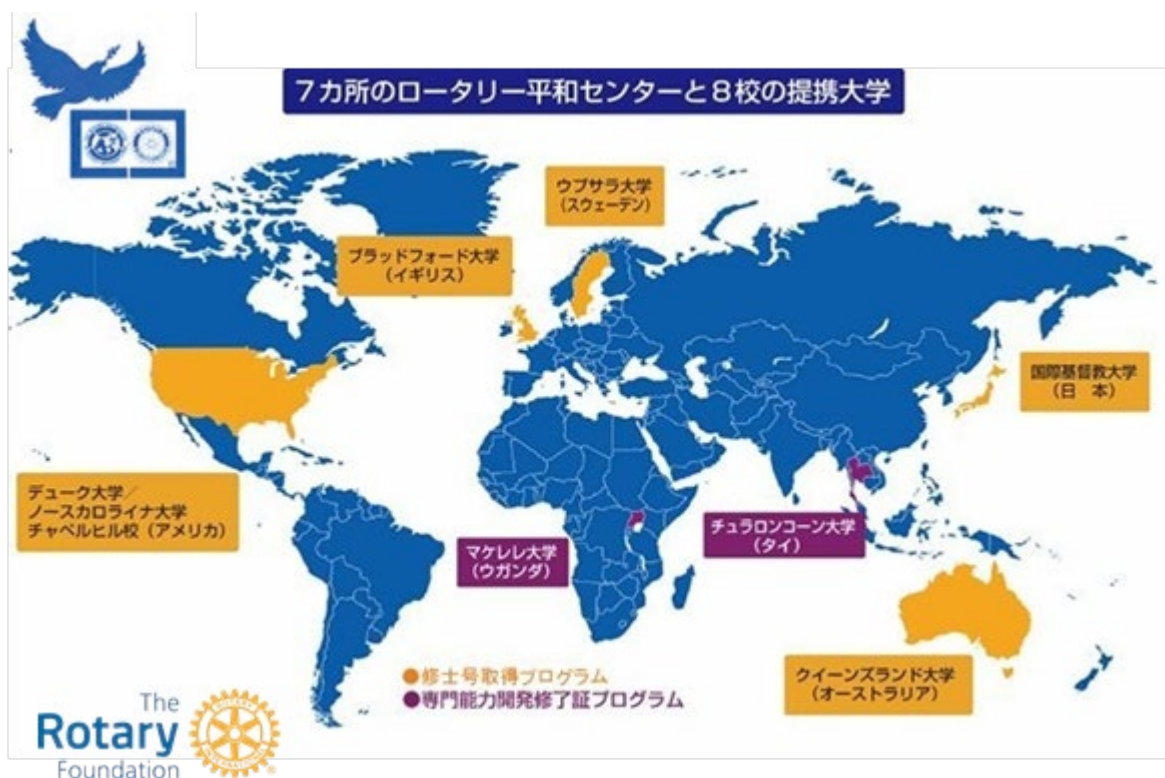 7カ所のロータリー平和センターと8校の提携大学
ウプサラ大学
(スウェーデン)
ブラッドフォード大学
(イギリス)
国際基督教大学
(日 本)
デューク大学/
ノースカロライナ大学
チャペルヒル校(アメリカ)
チュラロンコーン大学
(タイ)
マケレレ大学
(ウガンダ)
クイーンズランド大学
(オーストラリア)
●修士号取得プログラム
●専門能力開発修了証プログラム
The
Rotary
Foundation
ROTARY
INTERNATIONAL